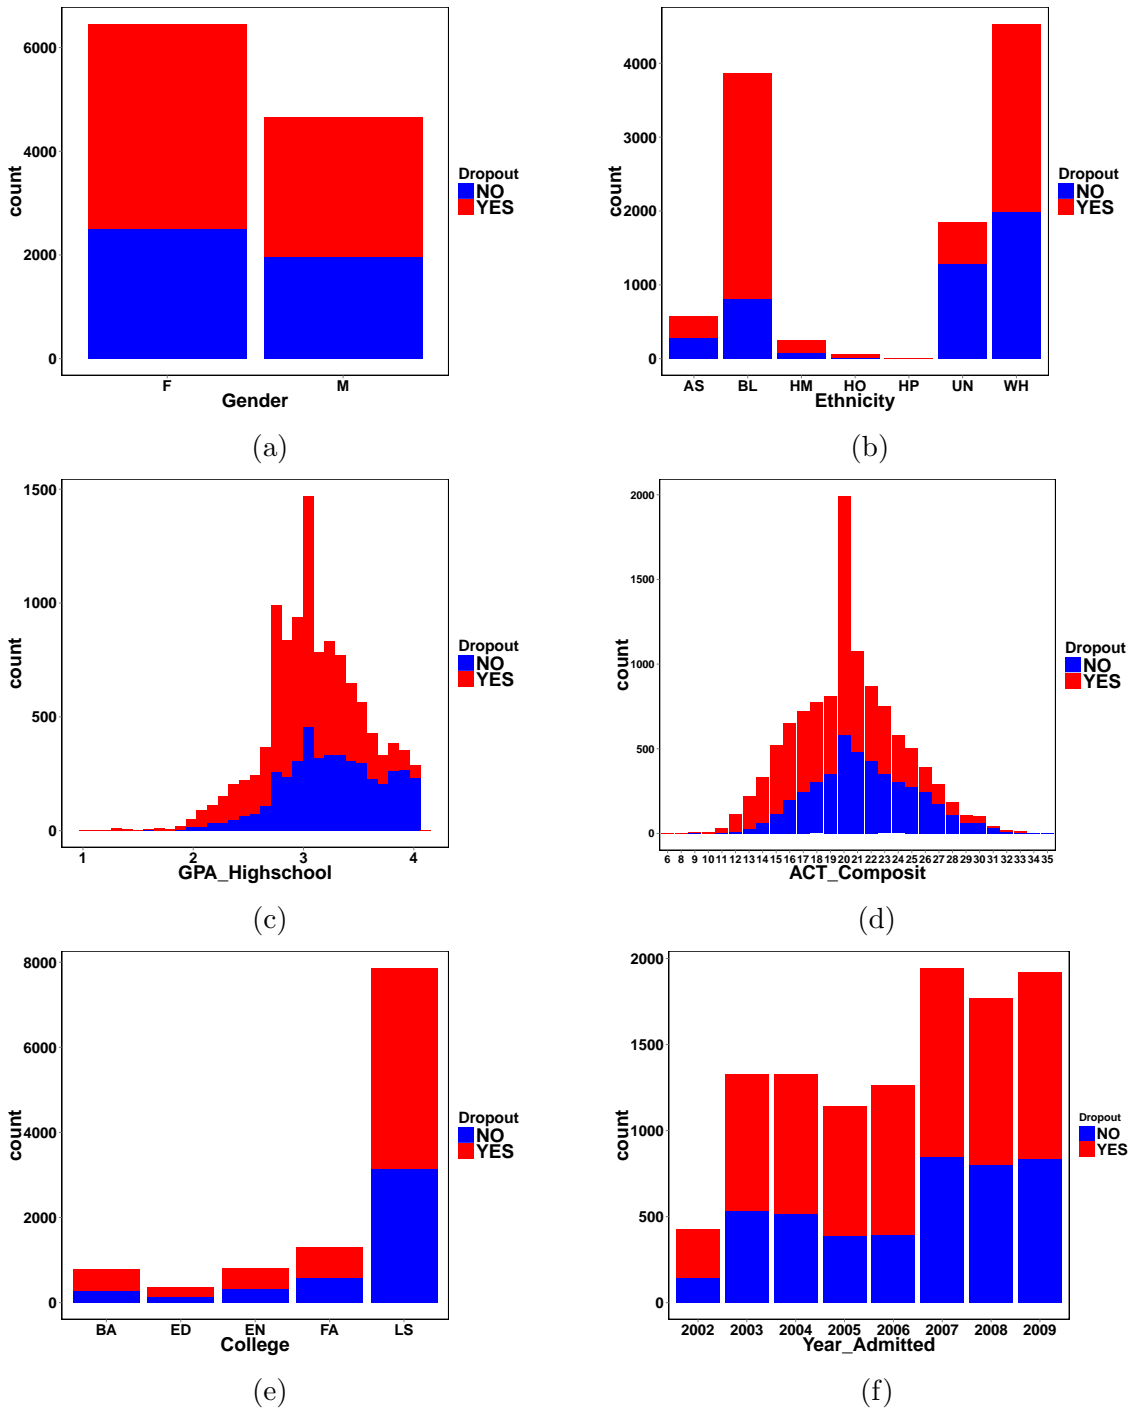 6000
4000
2000
0
count
F M
Gender
Dropout
NO
YES
(a)
4000
3000
2000
1000
0
count
AS BL HM HO HP UN WH
Ethnicity
Dropout
NO
YES
(b)
1500
1000
500
0
count
1 2 3 4
GPA_Highschool
Dropout
NO
YES
(c)
2000
1500
1000
500
0
count
6 8 9 10 11 12 13 14 15 16 17 18 19 20 21 22 23 24 25 26 27 28 29 30 31 32 33 34 35
ACT_Composit
Dropout
NO
YES
(d)
8000
6000
4000
2000
0
count
BA ED EN FA LS
College
Dropout
NO
YES
(e)
2000
1500
1000
500
0
count
2002 2003 2004 2005 2006 2007 2008 2009
Year_Admitted
Dropout
NO
YES
(f)